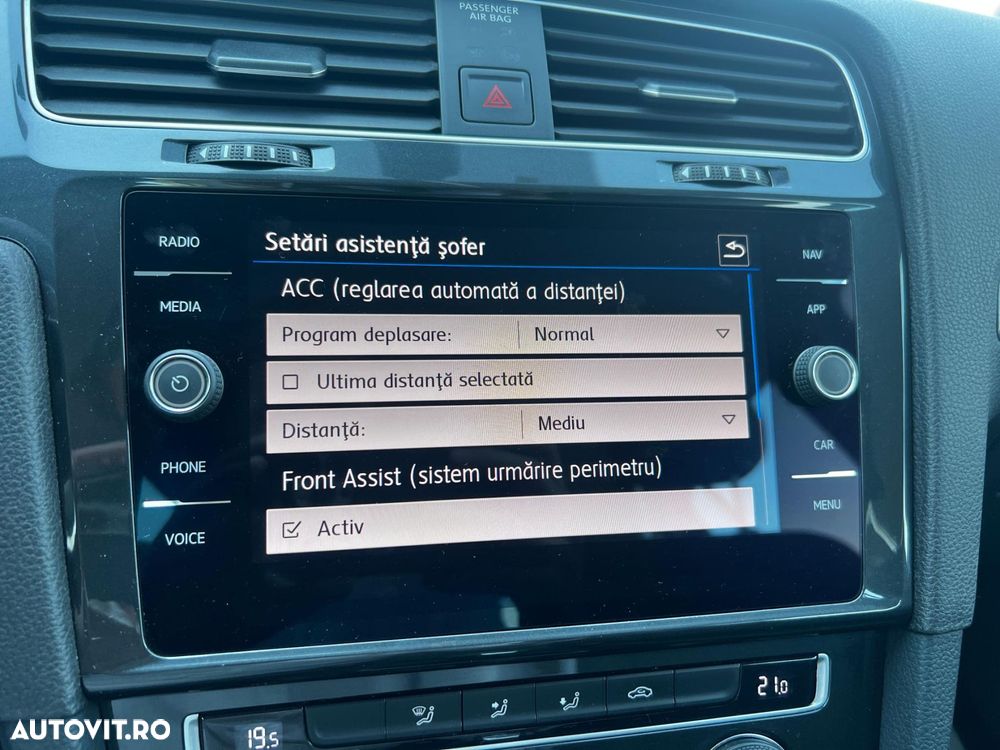 PASSENGER
AIR BAG
RADIO
MEDIA
PHONE
VOICE
Setări asistenţă şofer
ACC (reglarea automată a distanţei)
Program deplasare: Normal
Ultima distanţă selectată
Distanţă: Mediu
Front Assist (sistem urmărire perimetru)
Activ
NAV
APP
CAR
MENU
19.5
21.0
AUTOVIT.RO